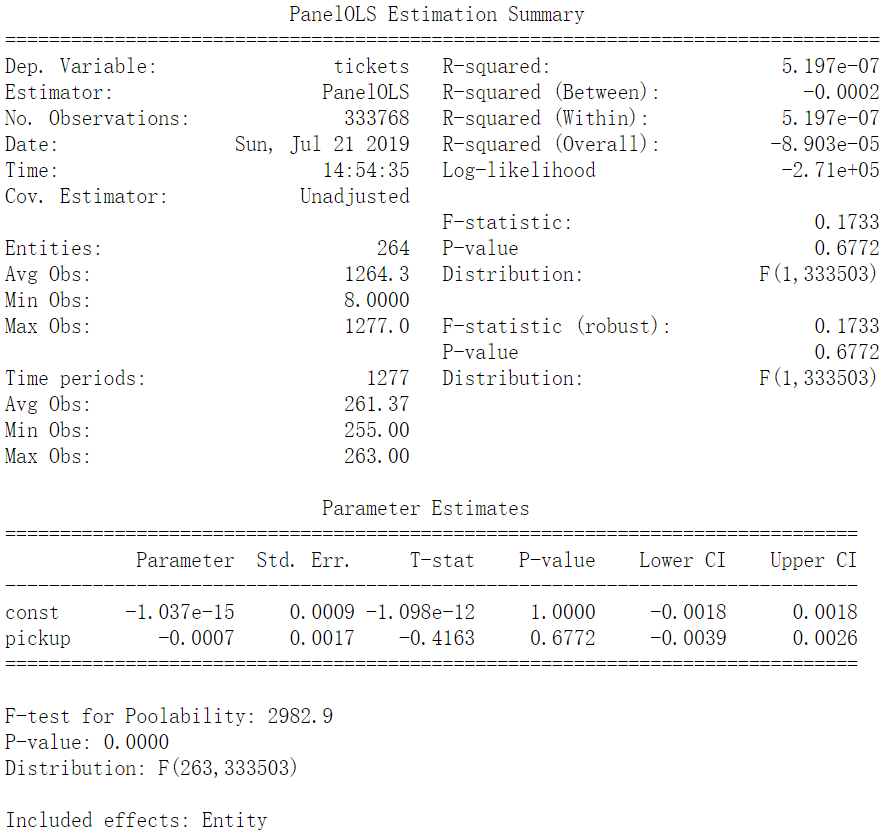 PanelOLS Estimation Summary
================================================================================
Dep. Variable: tickets R-squared: 5.197e-07
Estimator: PanelOLS R-squared (Between): -0.0002
No. Observations: 333768 R-squared (Within): 5.197e-07
Date: Sun, Jul 21 2019 R-squared (Overall): -8.903e-05
Time: 14:54:35 Log-likelihood -2.71e+05
Cov. Estimator: Unadjusted
F-statistic: 0.1733
Entities: 264 P-value 0.6772
Avg Obs: 1264.3 Distribution: F(1,333503)
Min Obs: 8.0000
Max Obs: 1277.0 F-statistic (robust): 0.1733
P-value 0.6772
Time periods: 1277 Distribution: F(1,333503)
Avg Obs: 261.37
Min Obs: 255.00
Max Obs: 263.00
Parameter Estimates
==============================================================================
Parameter Std. Err. T-stat P-value Lower CI Upper CI
------------------------------------------------------------------------------
const -1.037e-15 0.0009 -1.098e-12 1.0000 -0.0018 0.0018
pickup -0.0007 0.0017 -0.4163 0.6772 -0.0039 0.0026
==============================================================================
F-test for Poolability: 2982.9
P-value: 0.0000
Distribution: F(263,333503)
Included effects: Entity